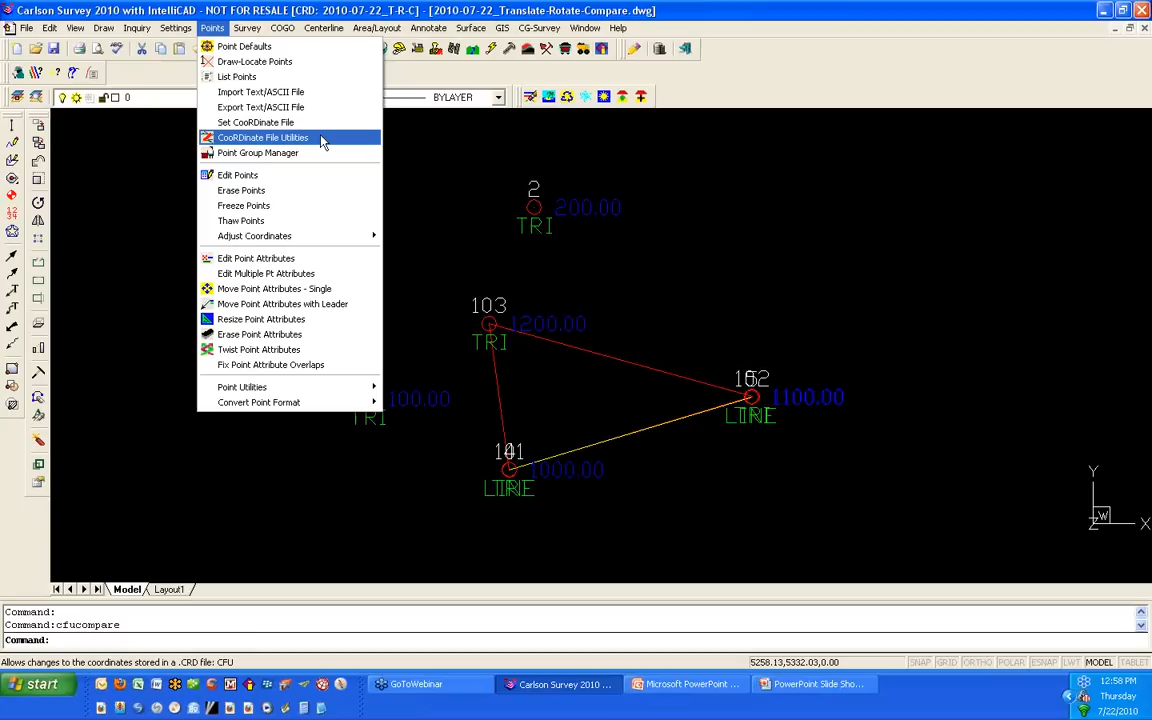 Carlson Survey 2010 with IntelliCAD - NOT FOR RESALE [CRD: 2010-07-22_T-R-C] - [2010-07-22_Translate-Rotate-Compare.dwg]
File Edit View Draw Inquiry Settings Points Survey COGO Centerline Area/Layout Annotate Surface GIS CG-Survey Window Help
0
BYLAYER
Point Defaults
Draw-Locate Points
List Points
Import Text/ASCII File
Export Text/ASCII File
Set CooRDinate File
CooRDinate File Utilities
Point Group Manager
Edit Points
Erase Points
Freeze Points
Thaw Points
Adjust Coordinates
Edit Point Attributes
Edit Multiple Pt Attributes
Move Point Attributes - Single
Move Point Attributes with Leader
Resize Point Attributes
Erase Point Attributes
Twist Point Attributes
Fix Point Attribute Overlaps
Point Utilities
Convert Point Format
2
200.00
TRI
103
1200.00
TRI
1100.00
100.00
TRI
1000.00
Y
W
X
Z
Model Layout1
Command:
Command:cfucompare
Command:
Allows changes to the coordinates stored in a .CRD file: CFU
5258.13,5332.03,0.00
SNAP GRID ORTHO POLAR ESNAP LWT MODEL TABLET
start
GoToWebinar
Carlson Survey 2010 ...
Microsoft PowerPoint ...
PowerPoint Slide Sho...
12:58 PM
Thursday
7/22/2010